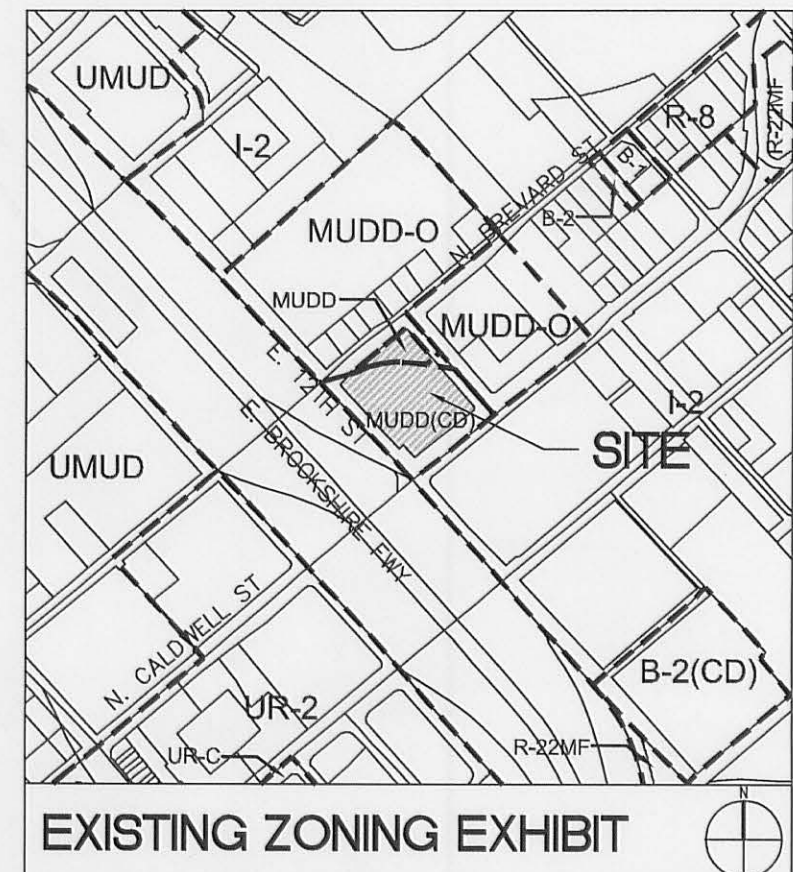 UMUD
I-2
R-8
(R-22MF
B-1
N. BREVARD ST
B-2
MUDD-O
MUDD
MUDD-O
E. 12TH ST
MUDD(CD)
I-2
SITE
E. BROOKSHIRE FWY
UMUD
N. CALDWELL ST
B-2(CD)
UR-2
R-22MF
UR-C
EXISTING ZONING EXHIBIT
N